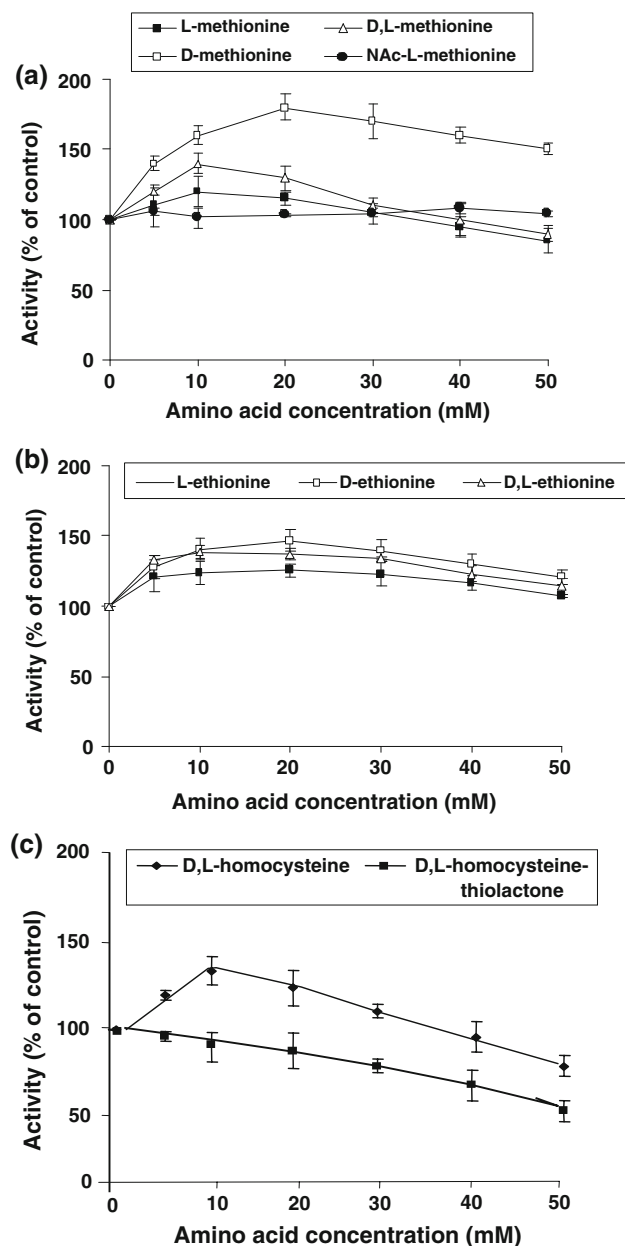 L-methionine D,L-methionine
D-methionine NAc-L-methionine
(a)
200
150
100
50
0
Activity (% of control)
0 10 20 30 40 50
Amino acid concentration (mM)
(b)
L-ethionine D-ethionine D,L-ethionine
200
150
100
50
0
Activity (% of control)
0 10 20 30 40 50
Amino acid concentration (mM)
(c)
D,L-homocysteine D,L-homocysteine-
thiolactone
200
150
100
50
0
Activity (% of control)
0 10 20 30 40 50
Amino acid concentration (mM)